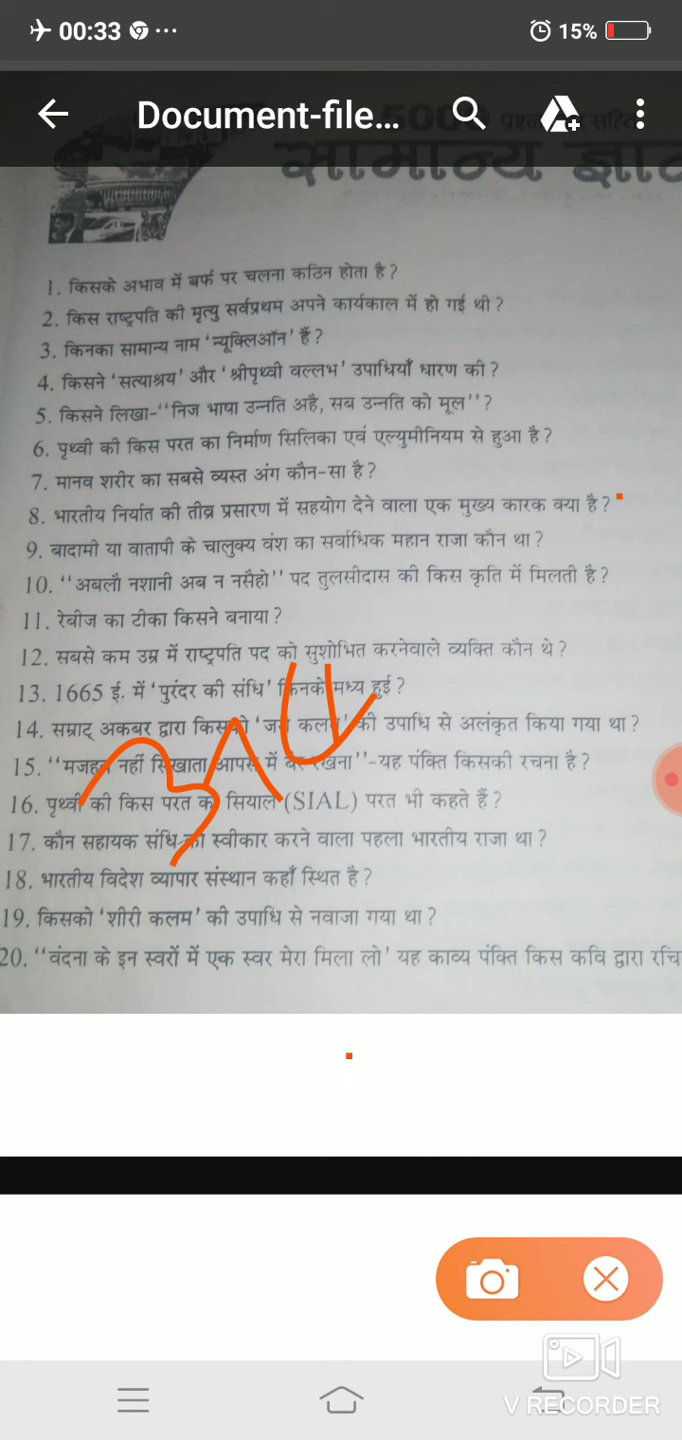 00:33
15%
Document-file...
5000 प्रश्न
सामान्य ज्ञान
1. किसके अभाव में बर्फ पर चलना कठिन होता है?
2. किस राष्ट्रपति की मृत्यु सर्वप्रथम अपने कार्यकाल में हो गई थी?
3. किनका सामान्य नाम 'न्यूक्लिऑन' हैं?
4. किसने 'सत्याश्रय' और 'श्रीपृथ्वी वल्लभ' उपाधियाँ धारण की?
5. किसने लिखा-"निज भाषा उन्नति अहै, सब उन्नति को मूल"?
6. पृथ्वी की किस परत का निर्माण सिलिका एवं एल्युमीनियम से हुआ है?
7. मानव शरीर का सबसे व्यस्त अंग कौन-सा है?
8. भारतीय निर्यात की तीव्र प्रसारण में सहयोग देने वाला एक मुख्य कारक क्या है?
9. बादामी या वातापी के चालुक्य वंश का सर्वाधिक महान राजा कौन था?
10. "अबलौ नशानी अब न नसैहो" पद तुलसीदास की किस कृति में मिलती है?
11. रेबीज का टीका किसने बनाया?
12. सबसे कम उम्र में राष्ट्रपति पद को सुशोभित करनेवाले व्यक्ति कौन थे?
13. 1665 ई. में 'पुरंदर की संधि' किनके मध्य हुई?
14. सम्राट् अकबर द्वारा किसको 'जरी कलम' की उपाधि से अलंकृत किया गया था?
15. "मजहब नहीं सिखाता आपस में बैर रखना"-यह पंक्ति किसकी रचना है?
16. पृथ्वी की किस परत को सियाल (SIAL) परत भी कहते हैं?
17. कौन सहायक संधि को स्वीकार करने वाला पहला भारतीय राजा था?
18. भारतीय विदेश व्यापार संस्थान कहाँ स्थित है?
19. किसको 'शीरी कलम' की उपाधि से नवाजा गया था?
20. "वंदना के इन स्वरों में एक स्वर मेरा मिला लो' यह काव्य पंक्ति किस कवि द्वारा रचि
V RECORDER